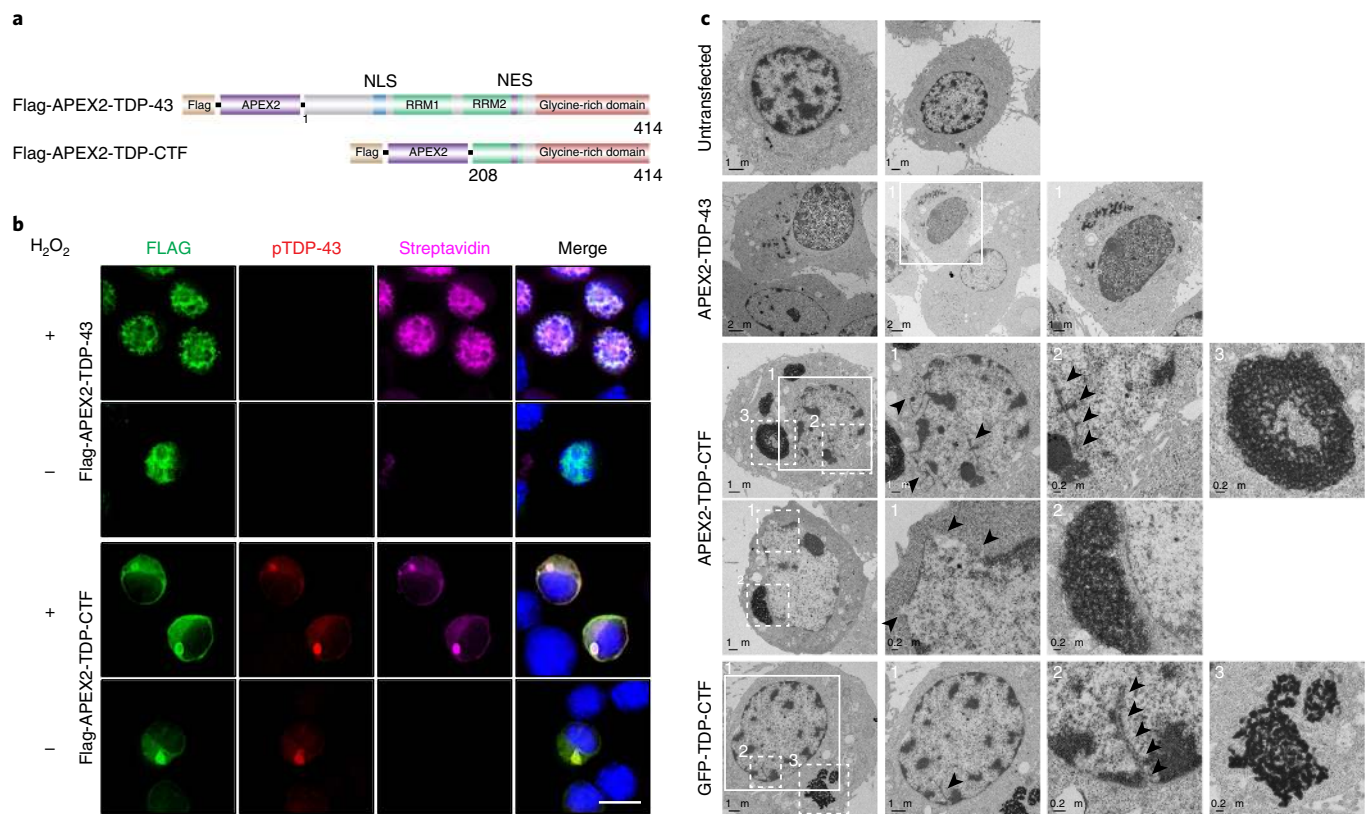 a
NLS NES
Flag-APEX2-TDP-43 Flag APEX2 RRM1 RRM2 Glycine-rich domain
1 414
Flag-APEX2-TDP-CTF Flag APEX2 Glycine-rich domain
208 414
b
H2O2 FLAG pTDP-43 Streptavidin Merge
+
Flag-APEX2-TDP-43
–
+
Flag-APEX2-TDP-CTF
–
c
Untransfected
1 m 1 m
APEX2-TDP-43
1 1
2 m 2 m 1 m
APEX2-TDP-CTF
1 3 2 1 2 3
1 m 1 m 0.2 m 0.2 m
1 2 1 2
1 m 0.2 m 0.2 m
GFP-TDP-CTF
1 2 3 1 2 3
1 m 1 m 0.2 m 0.2 m